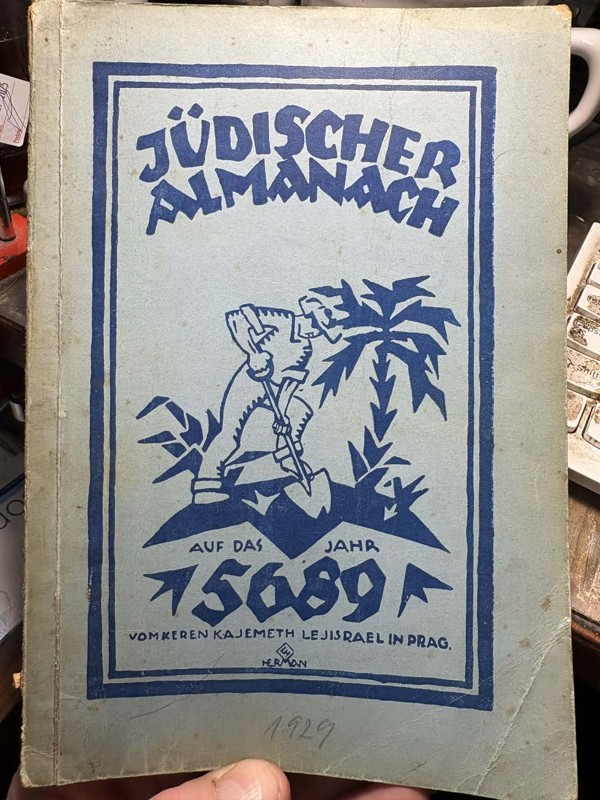 JÜDISCHER
ALMANACH
AUF DAS JAHR
5689
VOM KEREN KAJEMETH LEJISRAEL IN PRAG.
HERMAN
1929